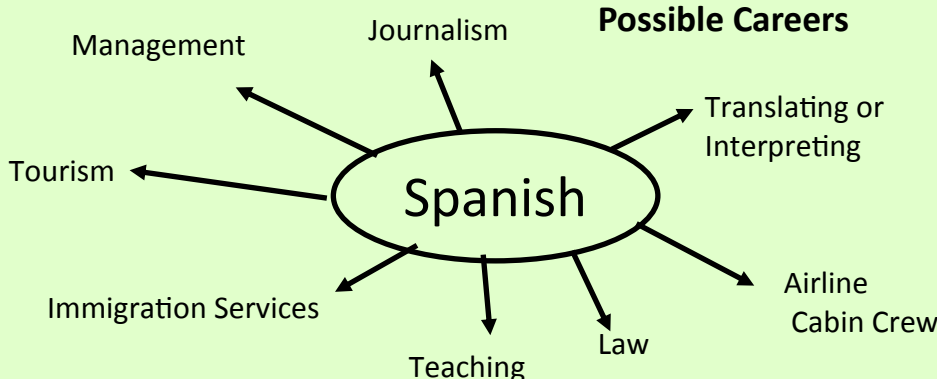 Possible Careers
Journalism
Management
Translating or
Interpreting
Tourism
Spanish
Immigration Services
Airline
Cabin Crew
Law
Teaching